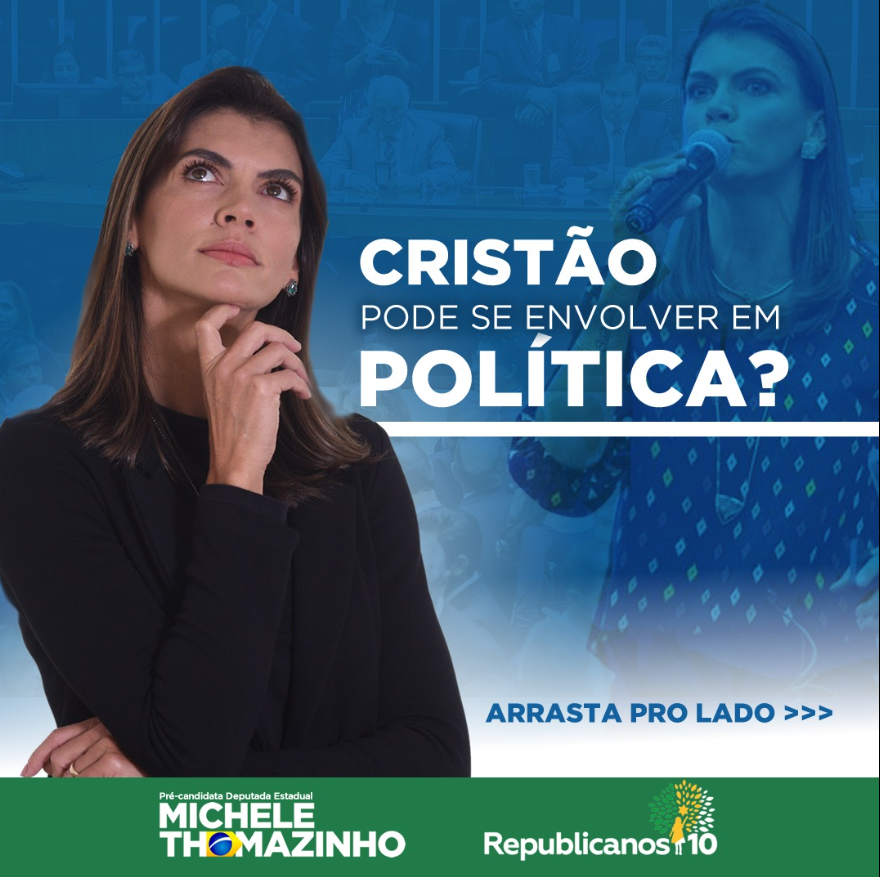 CRISTÃO
PODE SE ENVOLVER EM
POLÍTICA?
ARRASTA PRO LADO >>>
Pré-candidata Deputada Estadual
MICHELE
THOMAZINHO
Republicanos 10